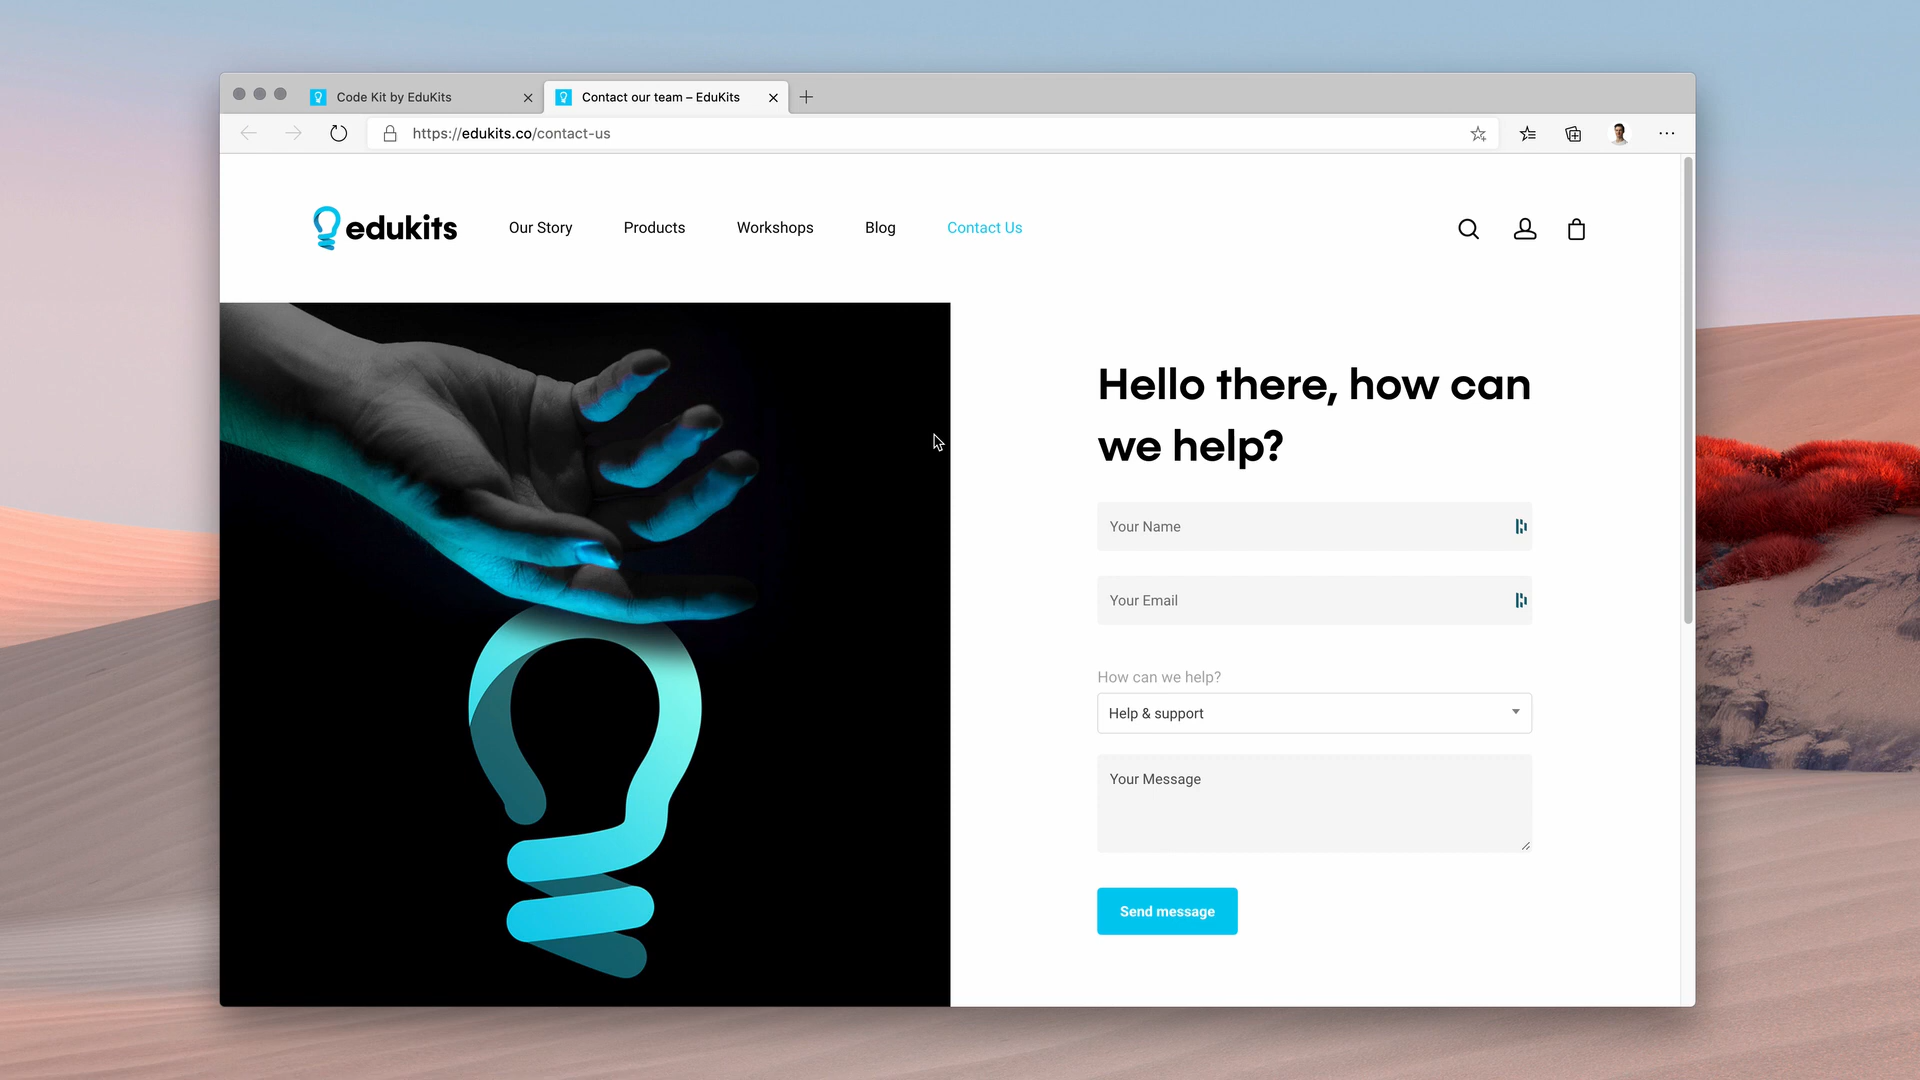 Code Kit by EduKits
Contact our team – EduKits
https://edukits.co/contact-us
edukits
Our Story
Products
Workshops
Blog
Contact Us
Hello there, how can
we help?
Your Name
Your Email
How can we help?
Help & support
Your Message
Send message